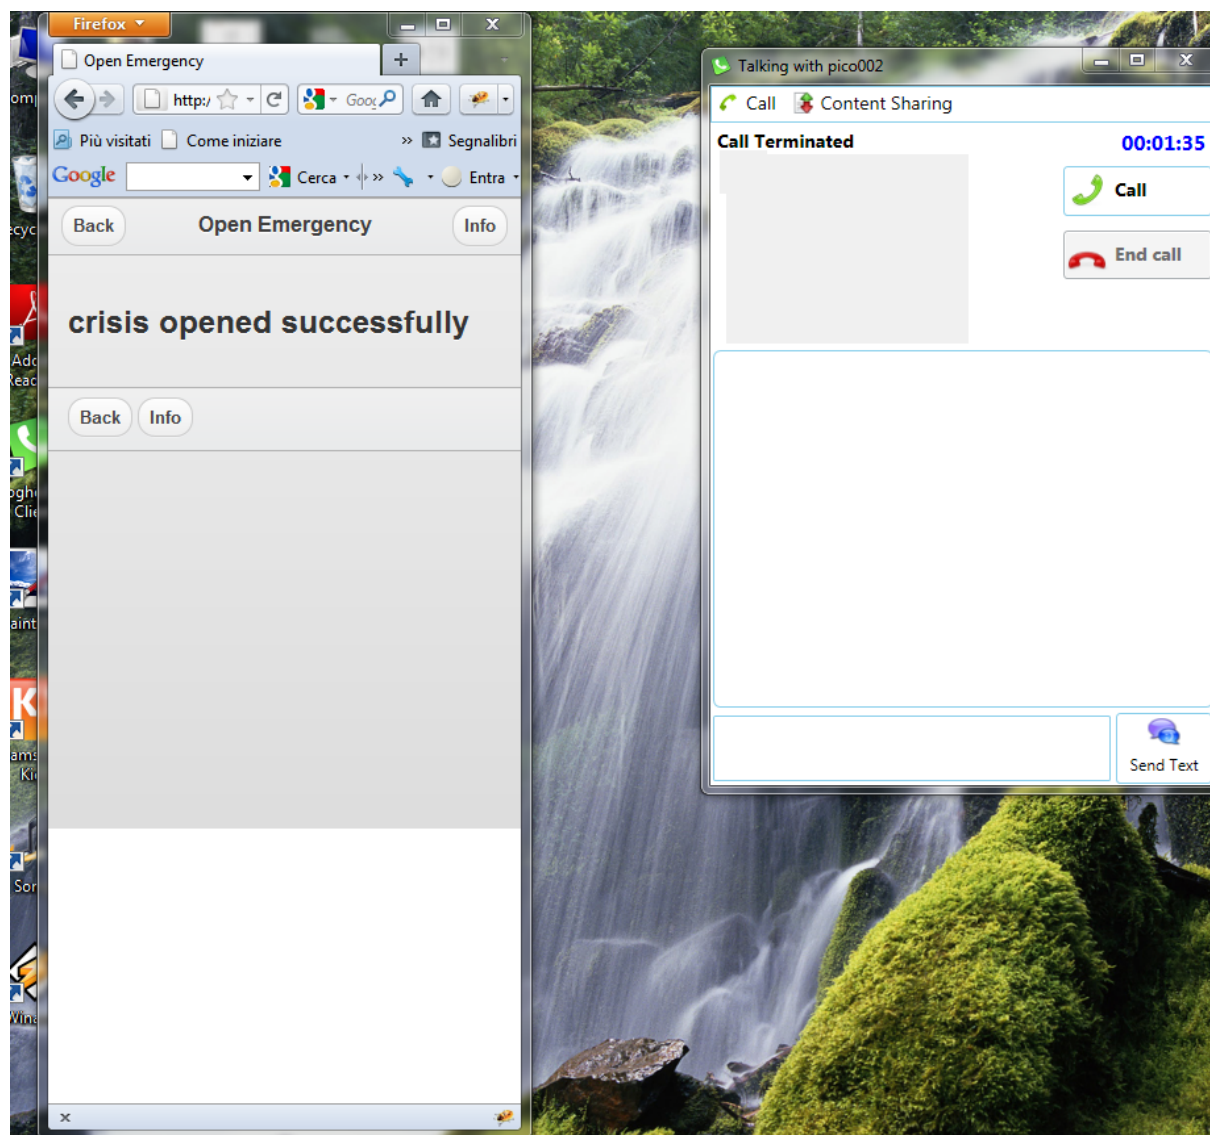 Firefox
Open Emergency
http:/
Più visitati
Come iniziare
»
Segnalibri
Google
Cerca
»
Entra
Back
Open Emergency
Info
crisis opened successfully
Back
Info
Talking with pico002
Call
Content Sharing
Call Terminated
00:01:35
Call
End call
Send Text